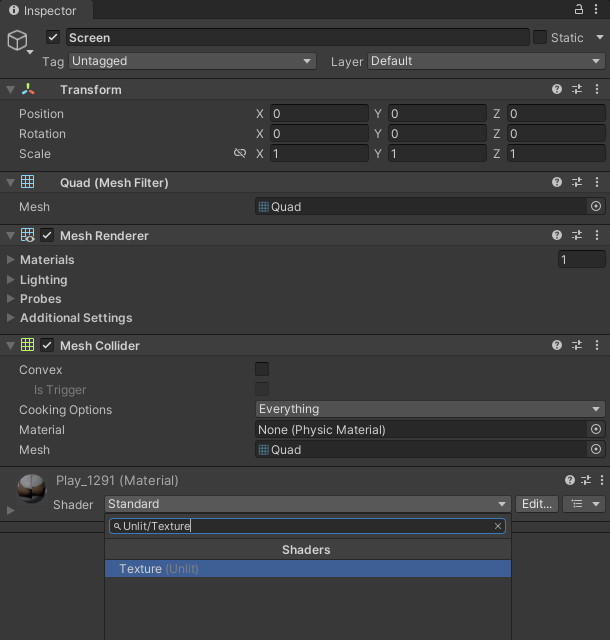 Inspector
Screen
Static
Tag Untagged Layer Default
Transform
Position X 0 Y 0 Z 0
Rotation X 0 Y 0 Z 0
Scale X 1 Y 1 Z 1
Quad (Mesh Filter)
Mesh Quad
Mesh Renderer
Materials 1
Lighting
Probes
Additional Settings
Mesh Collider
Convex
Is Trigger
Cooking Options Everything
Material None (Physic Material)
Mesh Quad
Play_1291 (Material)
Shader Standard Edit...
Unlit/Texture
Shaders
Texture (Unlit)